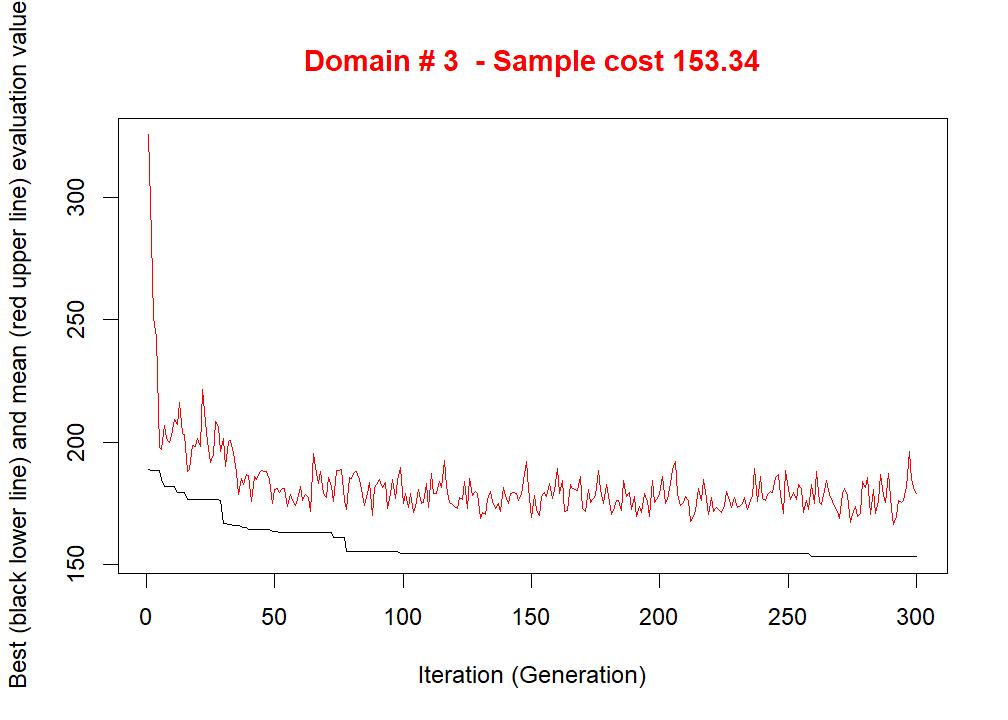 Domain # 3  - Sample cost 153.34
Best (black lower line) and mean (red upper line) evaluation value
300
250
200
150
0 50 100 150 200 250 300
Iteration (Generation)